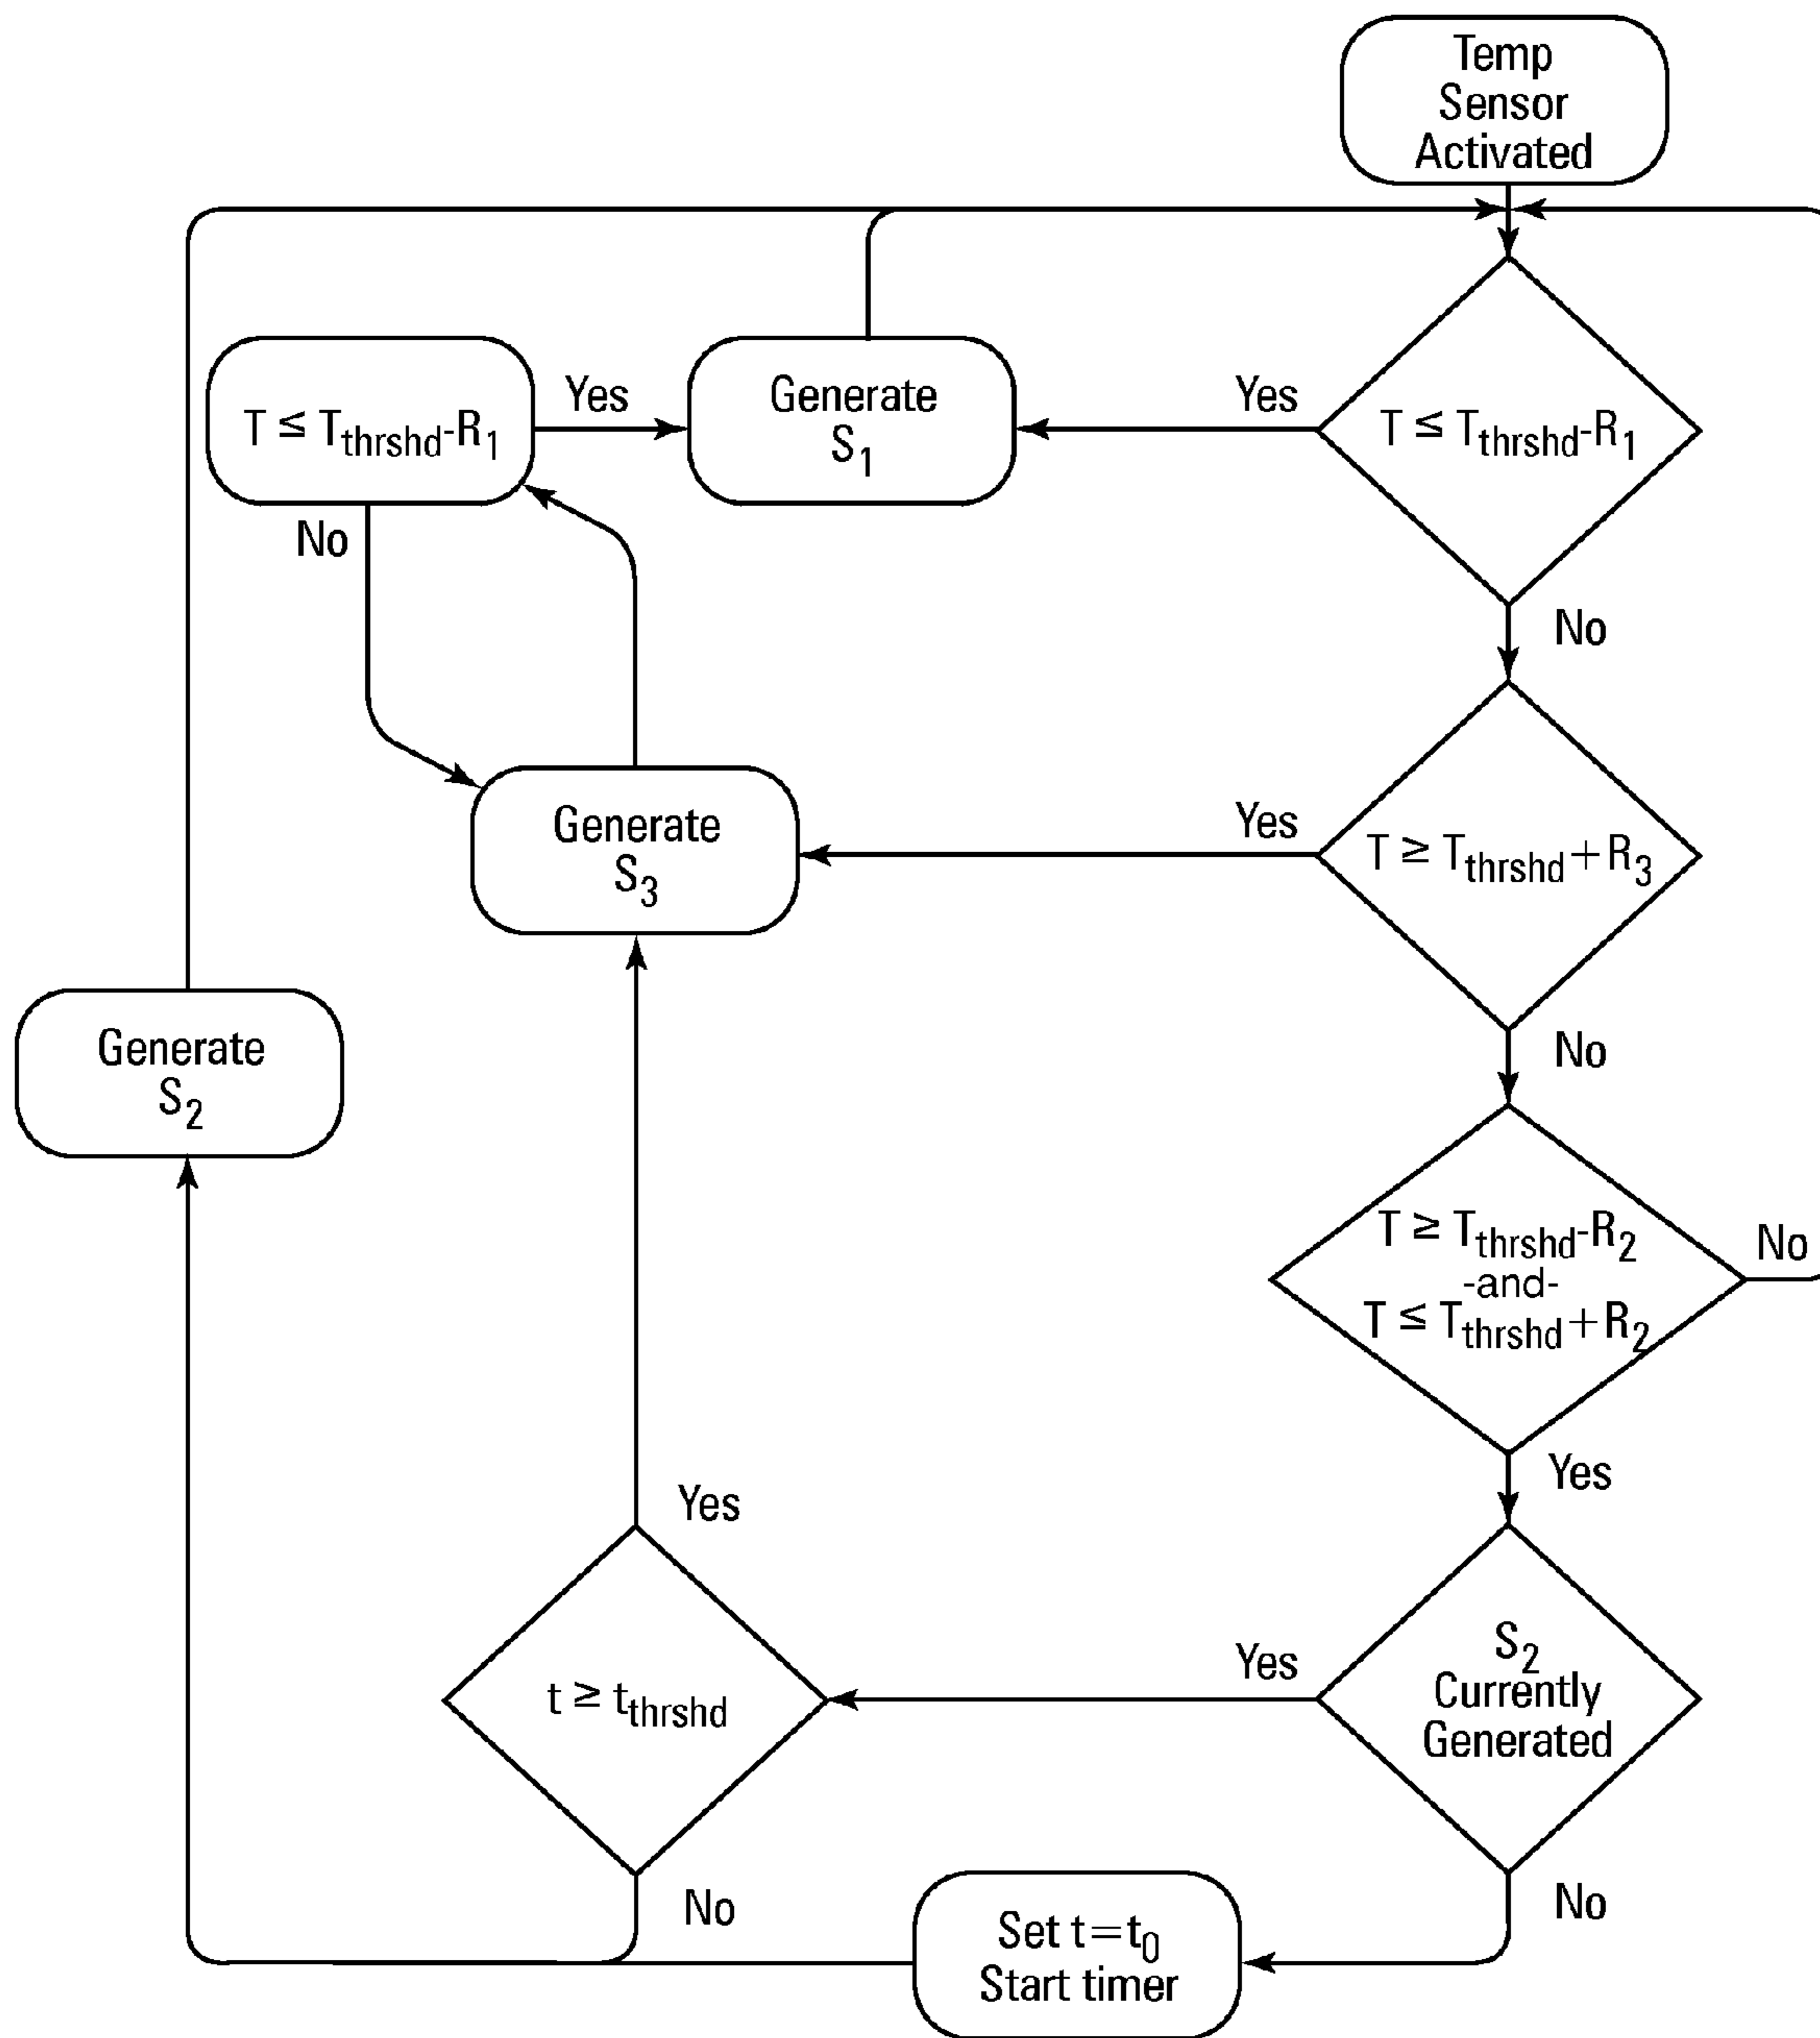 Temp
Sensor
Activated
T ≤ Tthrshd-R1
Yes
Generate
S1
Yes
T ≤ Tthrshd-R1
No
No
Generate
S3
Yes
T ≥ Tthrshd+R3
Generate
S2
No
T ≥ Tthrshd-R2
-and-
T ≤ Tthrshd+R2
No
Yes
Yes
t ≥ tthrshd
Yes
S2
Currently
Generated
No
Set t=t0
Start timer
No